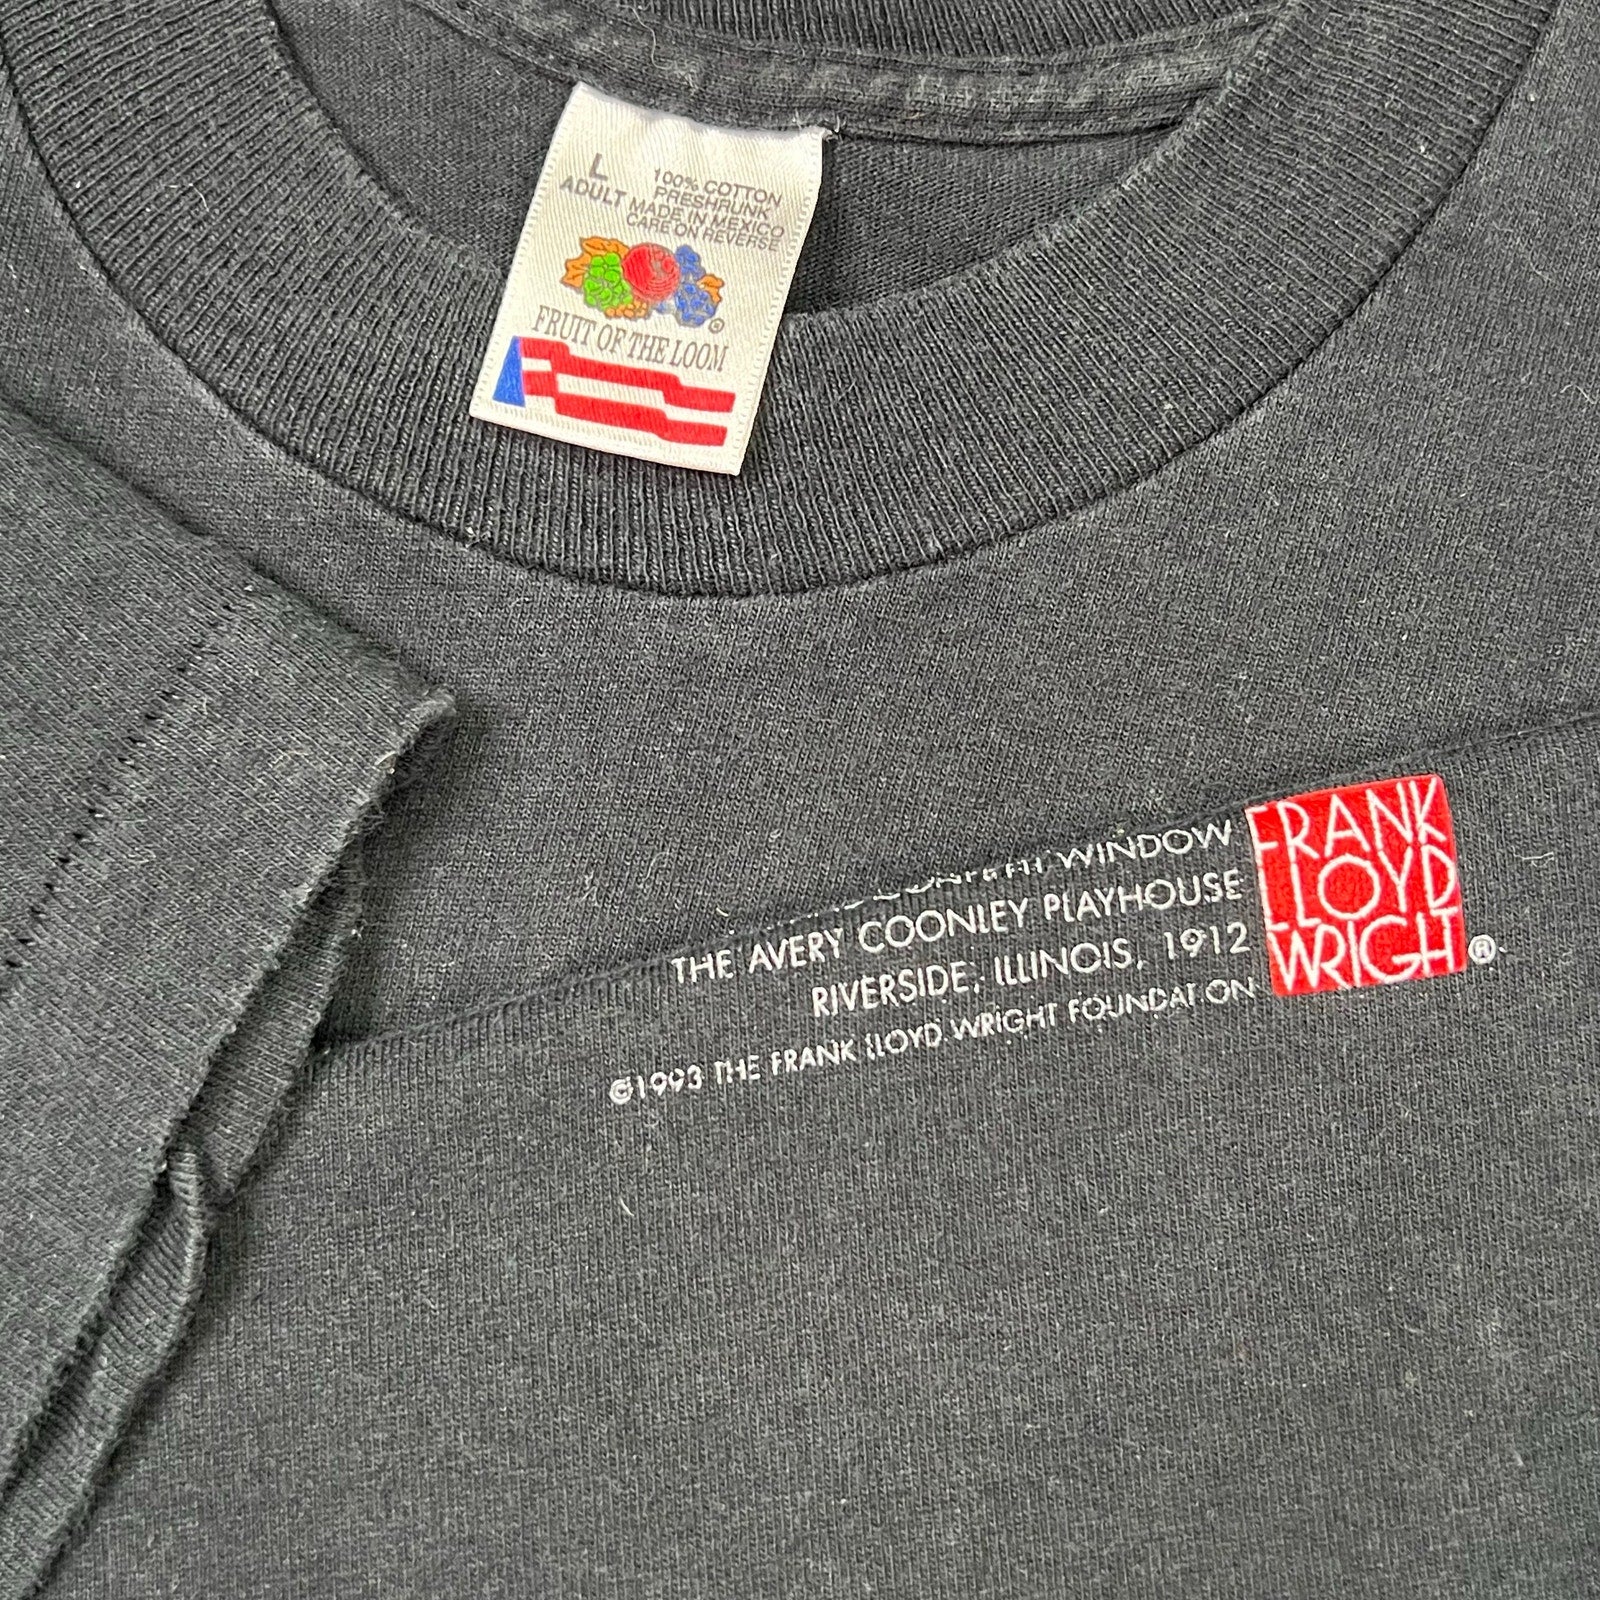 L
ADULT
100% COTTON
PRESHRUNK
MADE IN MEXICO
CARE ON REVERSE
®
FRUIT OF THE LOOM
WINDOW
THE AVERY COONLEY PLAYHOUSE
RIVERSIDE, ILLINOIS, 1912
©1993 THE FRANK LLOYD WRIGHT FOUNDATION
FRANK
LLOYD
WRIGHT
®